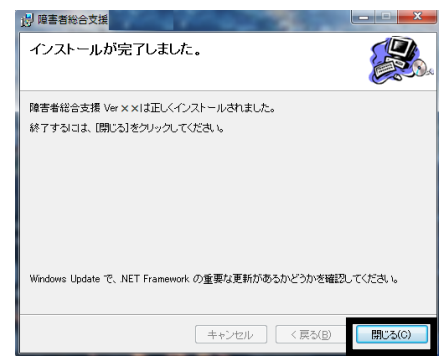 障害者総合支援
インストールが完了しました。
障害者総合支援 Ver××は正しくインストールされました。
終了するには、[閉じる]をクリックしてください。
Windows Update で、.NET Framework の重要な更新があるかどうかを確認してください。
キャンセル
< 戻る(B)
閉じる(C)